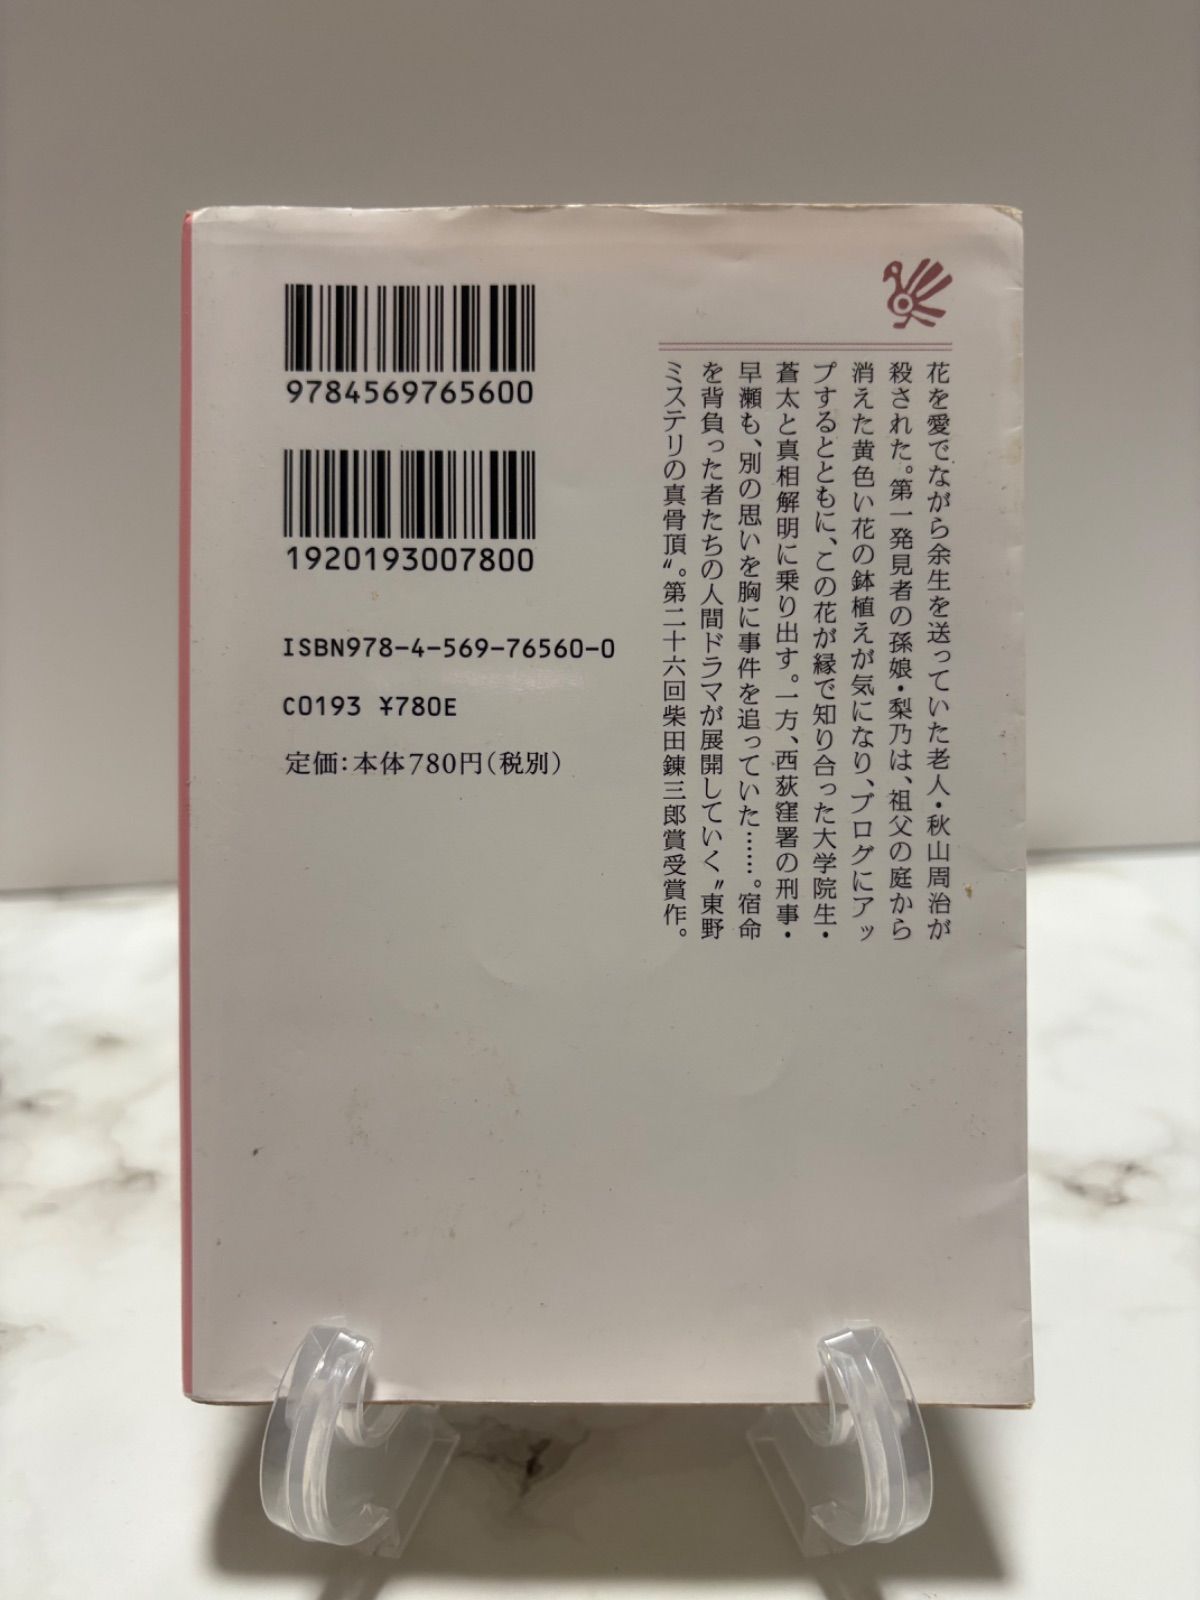 花を愛でながら余生を送っていた老人・秋山周治が
殺された。第一発見者の孫娘・梨乃は、祖父の庭から
消えた黄色い花の鉢植えが気になり、ブログにアッ
プするとともに、この花が縁で知り合った大学院生・
蒼太と真相解明に乗り出す。一方、西荻窪署の刑事・
早瀬も、別の思いを胸に事件を追っていた……。宿命
を背負った者たちの人間ドラマが展開していく〝東野
ミステリの真骨頂〟。第二十六回柴田錬三郎賞受賞作。
9784569765600
1920193007800
ISBN978-4-569-76560-0
C0193 ¥780E
定価:本体780円(税別)